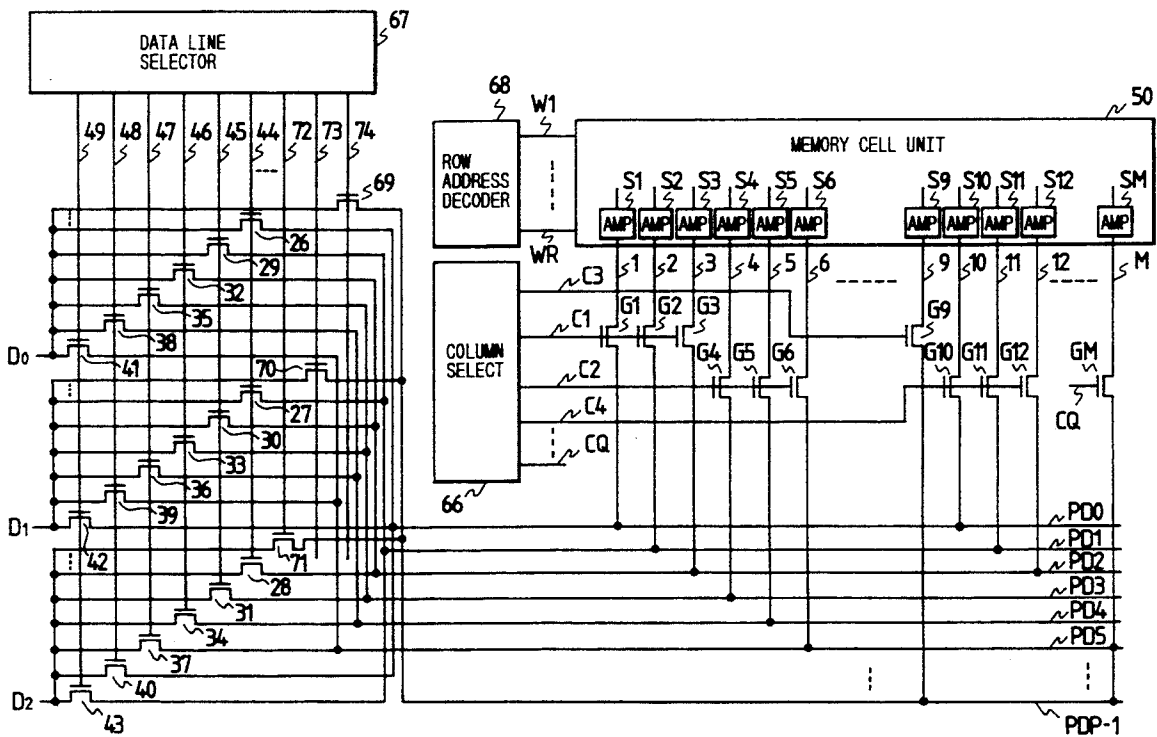 67
DATA LINE
SELECTOR
68
W1
50
49 48 47 46 45 44 72 73 74
MEMORY CELL UNIT
ROW
ADDRESS
DECODER
69
S1 S2 S3 S4 S5 S6 S9 S10 S11 S12 SM
AMP AMP AMP AMP AMP AMP AMP AMP AMP AMP AMP
26
WR
29
1 2 3 4 5 6 9 10 11 12 M
C3
32
35
G1 G2 G3 G9
C1
38
D0
41
COLUMN
SELECT
70
G4 G5 G6 G10 G11 G12 GM
C2
27
C4
CQ
30
CQ
33
36
66
39
D1
PD0
42
71
PD1
28
PD2
31
PD3
34
PD4
37
PD5
40
D2
43
PDP-1